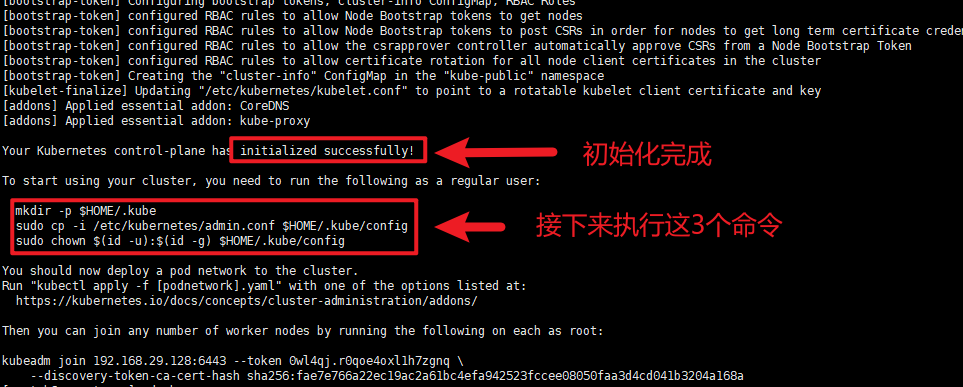 [bootstrap-token] Configuring bootstrap tokens, cluster-info ConfigMap, RBAC Roles
[bootstrap-token] configured RBAC rules to allow Node Bootstrap tokens to get nodes
[bootstrap-token] configured RBAC rules to allow Node Bootstrap tokens to post CSRs in order for nodes to get long term certificate creden
[bootstrap-token] configured RBAC rules to allow the csrapprover controller automatically approve CSRs from a Node Bootstrap Token
[bootstrap-token] configured RBAC rules to allow certificate rotation for all node client certificates in the cluster
[bootstrap-token] Creating the "cluster-info" ConfigMap in the "kube-public" namespace
[kubelet-finalize] Updating "/etc/kubernetes/kubelet.conf" to point to a rotatable kubelet client certificate and key
[addons] Applied essential addon: CoreDNS
[addons] Applied essential addon: kube-proxy
Your Kubernetes control-plane has initialized successfully!
初始化完成
To start using your cluster, you need to run the following as a regular user:
mkdir -p $HOME/.kube
sudo cp -i /etc/kubernetes/admin.conf $HOME/.kube/config
sudo chown $(id -u):$(id -g) $HOME/.kube/config
接下来执行这3个命令
You should now deploy a pod network to the cluster.
Run "kubectl apply -f [podnetwork].yaml" with one of the options listed at:
https://kubernetes.io/docs/concepts/cluster-administration/addons/
Then you can join any number of worker nodes by running the following on each as root:
kubeadm join 192.168.29.128:6443 --token 0wl4qj.r0qoe4oxl1h7zgnq \
--discovery-token-ca-cert-hash sha256:fae7e766a22ec19ac2a61bc4efa942523fccee08050faa3d4cd041b3204a168a